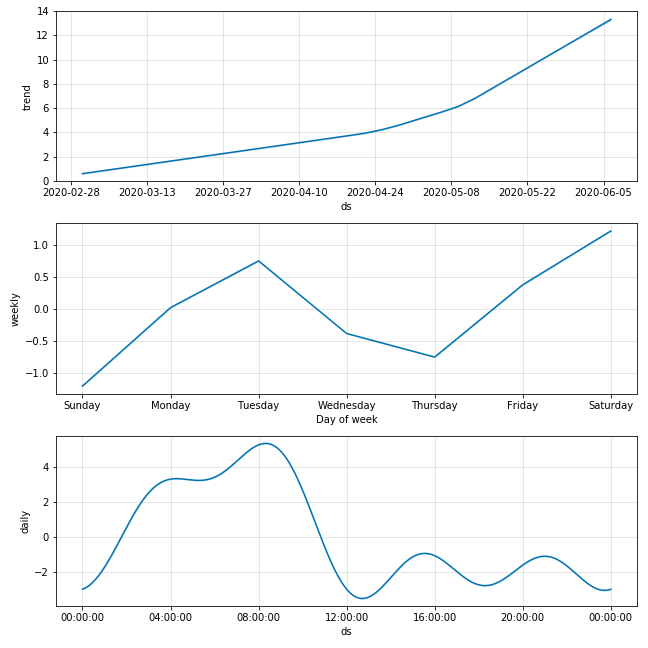 14
12
10
8
6
4
2
0
trend
2020-02-28 2020-03-13 2020-03-27 2020-04-10 2020-04-24 2020-05-08 2020-05-22 2020-06-05
ds
1.0
0.5
0.0
−0.5
−1.0
weekly
Sunday Monday Tuesday Wednesday Thursday Friday Saturday
Day of week
4
2
0
−2
daily
00:00:00 04:00:00 08:00:00 12:00:00 16:00:00 20:00:00 00:00:00
ds